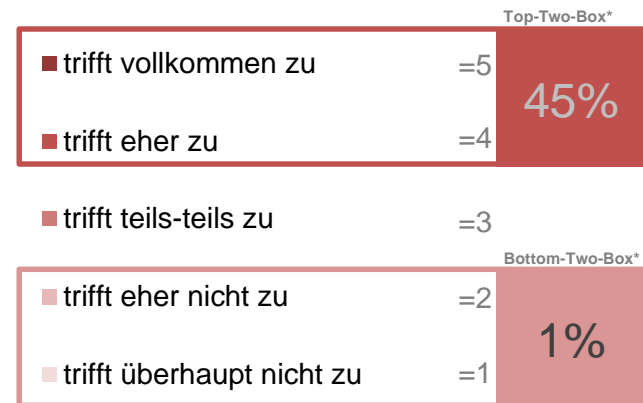 Top-Two-Box*
trifft vollkommen zu =5
45%
trifft eher zu =4
trifft teils-teils zu =3
Bottom-Two-Box*
trifft eher nicht zu =2
1%
trifft überhaupt nicht zu =1